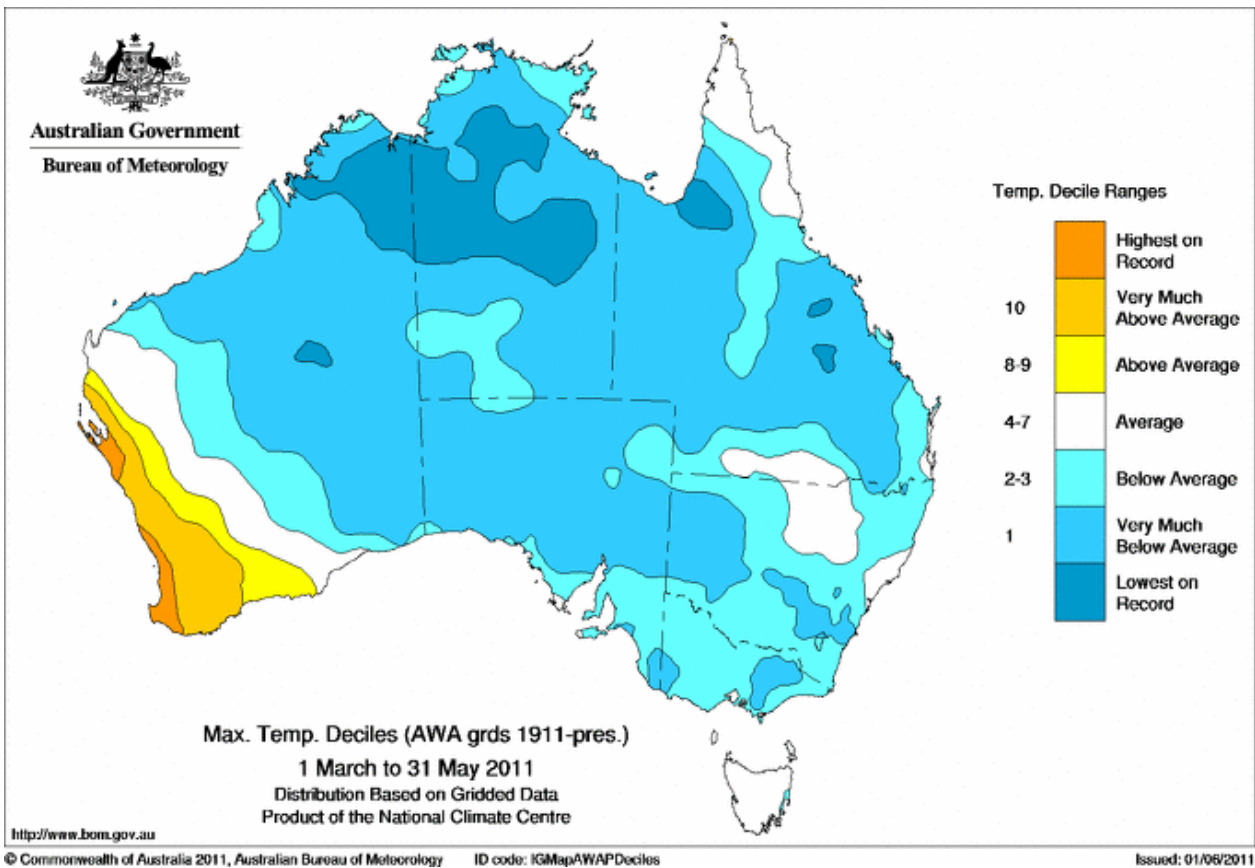 Australian Government
Bureau of Meteorology
Temp. Decile Ranges
Highest on
Record
10
Very Much
Above Average
8-9
Above Average
4-7
Average
2-3
Below Average
1
Very Much
Below Average
Lowest on
Record
Max. Temp. Deciles (AWA grds 1911-pres.)
1 March to 31 May 2011
Distribution Based on Gridded Data
Product of the National Climate Centre
http://www.bom.gov.au
© Commonwealth of Australia 2011, Australian Bureau of Meteorology
ID code: IGMapAWAPDeciles
Issued: 01/06/2011